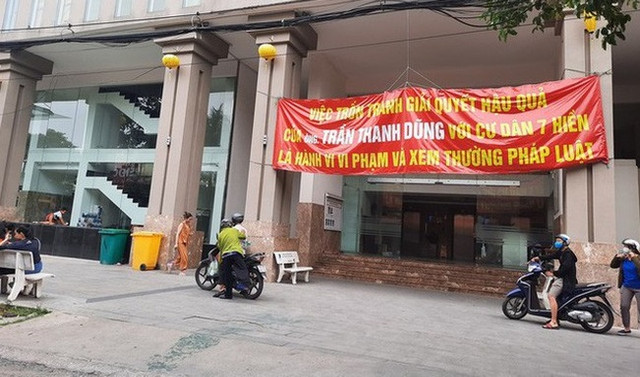 VIỆC TRỐN TRÁNH GIẢI QUYẾT HẬU QUẢ
CỦA ÔNG. TRẦN THANH DŨNG VỚI CƯ DÂN 7 HIỀN
LÀ HÀNH VI VI PHẠM VÀ XEM THƯỜNG PHÁP LUẬT